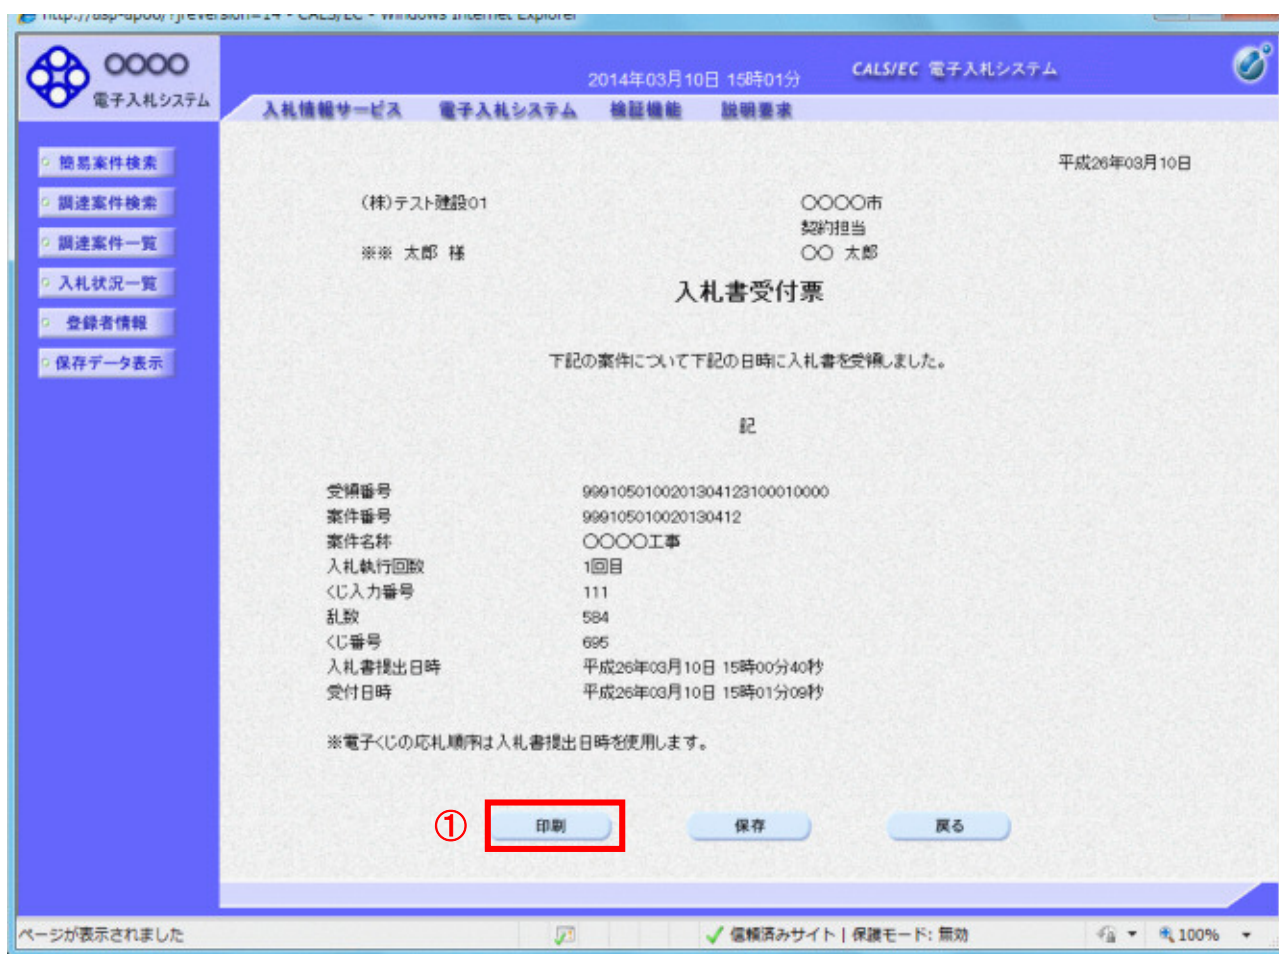 http://asp-ap00/?jreversion=14 - CALS/EC - Windows Internet Explorer
○○○○
電子入札システム
2014年03月10日 15時01分
CALS/EC 電子入札システム
入札情報サービス 電子入札システム 検証機能 説明要求
簡易案件検索
調達案件検索
調達案件一覧
入札状況一覧
登録者情報
保存データ表示
平成26年03月10日
(株)テスト建設01
○○○○市
契約担当
※※ 太郎 様
○○ 太郎
入札書受付票
下記の案件について下記の日時に入札書を受領しました。
記
受領番号 9991050100201304123100010000
案件番号 999105010020130412
案件名称 ○○○○工事
入札執行回数 1回目
くじ入力番号 111
乱数 584
くじ番号 695
入札書提出日時 平成26年03月10日 15時00分40秒
受付日時 平成26年03月10日 15時01分09秒
※電子くじの応札順序は入札書提出日時を使用します。
① 印刷 保存 戻る
ページが表示されました
信頼済みサイト | 保護モード: 無効
100%